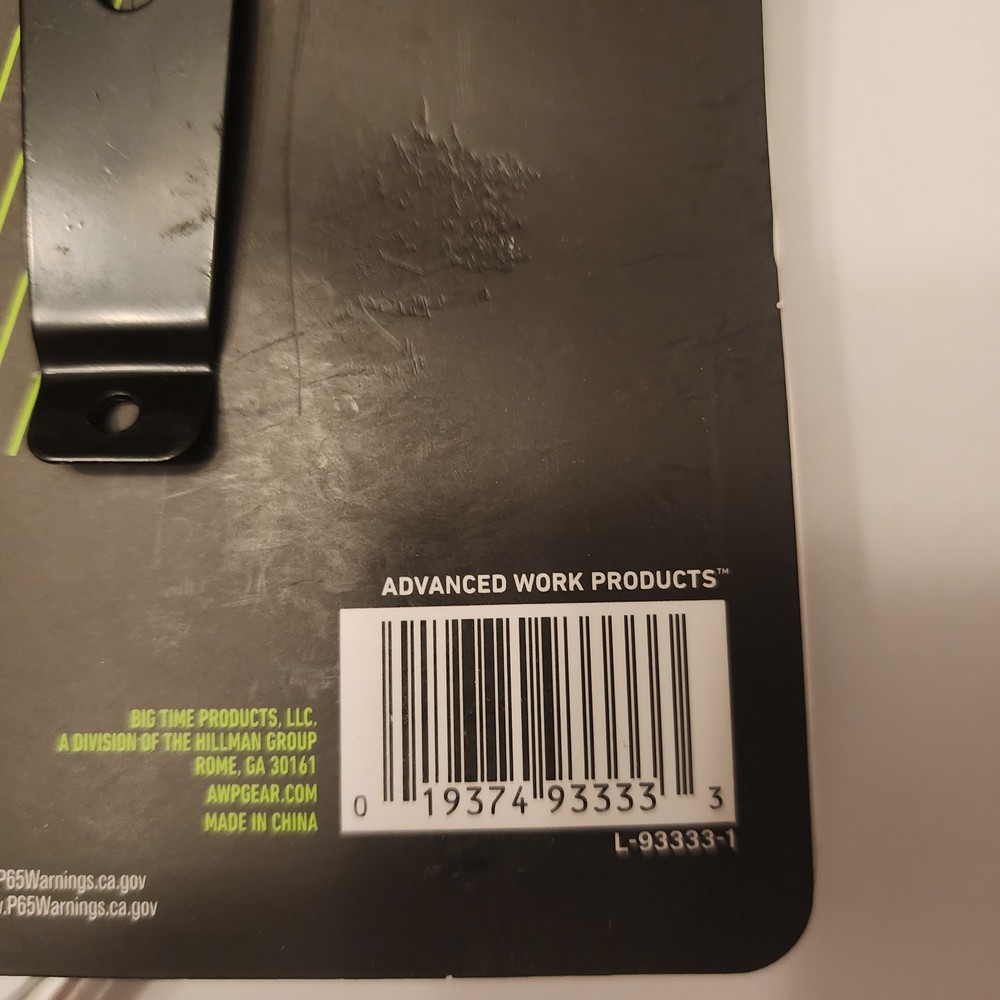 ADVANCED WORK PRODUCTS™
BIG TIME PRODUCTS, LLC.
A DIVISION OF THE HILLMAN GROUP
ROME, GA 30161
AWPGEAR.COM
MADE IN CHINA
0 19374 93333 3
L-93333-1
P65Warnings.ca.gov
.P65Warnings.ca.gov